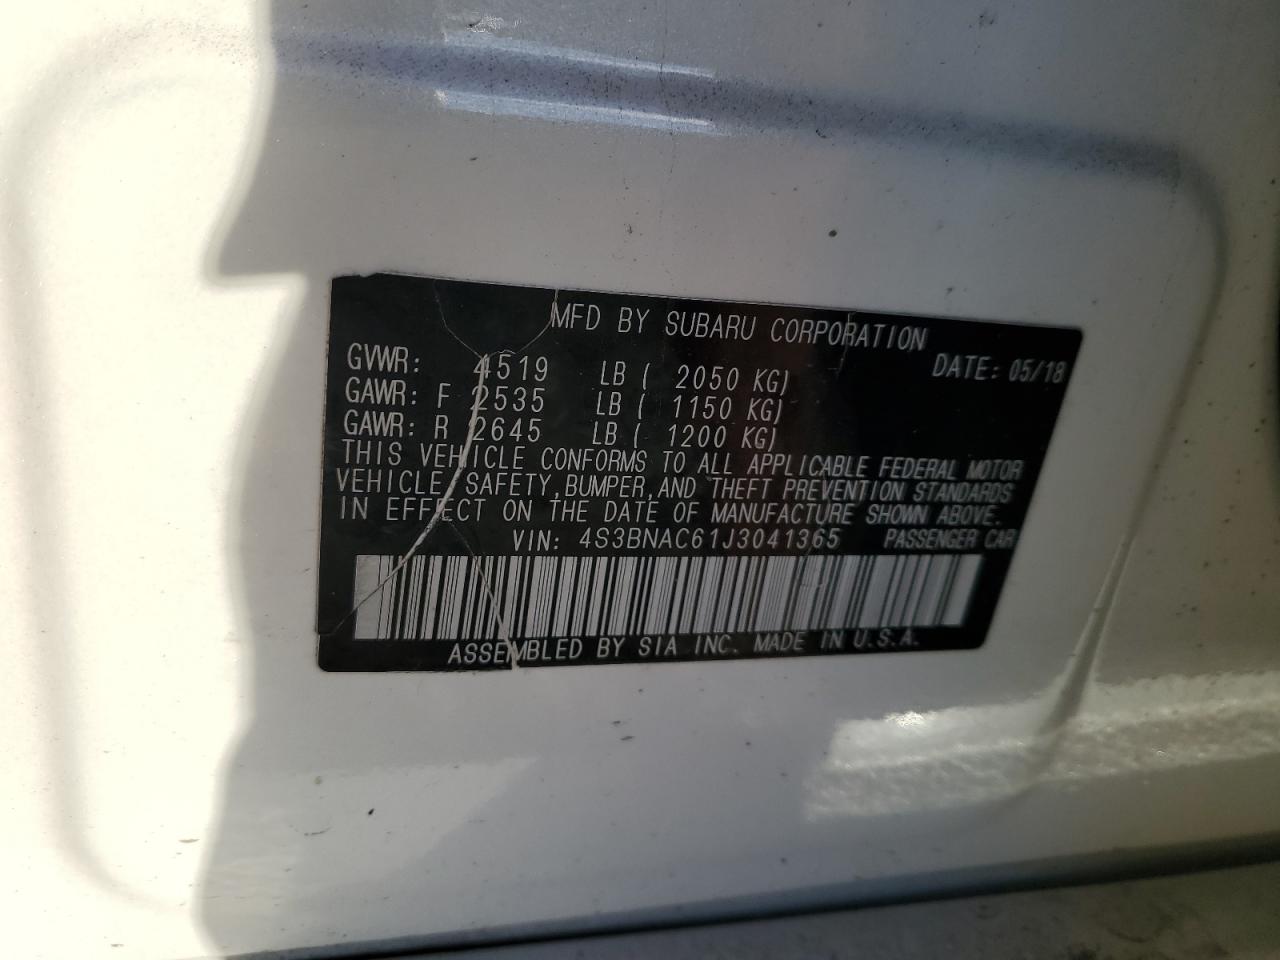 MFD BY SUBARU CORPORATION
GVWR: 4519 LB ( 2050 KG) DATE: 05/18
GAWR: F 2535 LB ( 1150 KG)
GAWR: R 2645 LB ( 1200 KG)
THIS VEHICLE CONFORMS TO ALL APPLICABLE FEDERAL MOTOR
VEHICLE SAFETY,BUMPER,AND THEFT PREVENTION STANDARDS
IN EFFECT ON THE DATE OF MANUFACTURE SHOWN ABOVE.
VIN: 4S3BNAC61J3041365 PASSENGER CAR
ASSEMBLED BY SIA INC. MADE IN U.S.A.